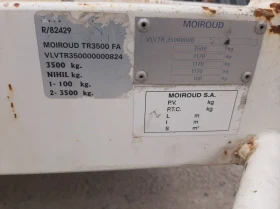 R/82429
MOIROUD TR3500 FA
VLVTR350000000824
3500 kg.
NIHIL kg.
1- 100 kg.
2- 3500 kg.
MOIROUD
MOIROUD S.A.
P.V. kg
P.T.C. kg
L m
l m
S m²